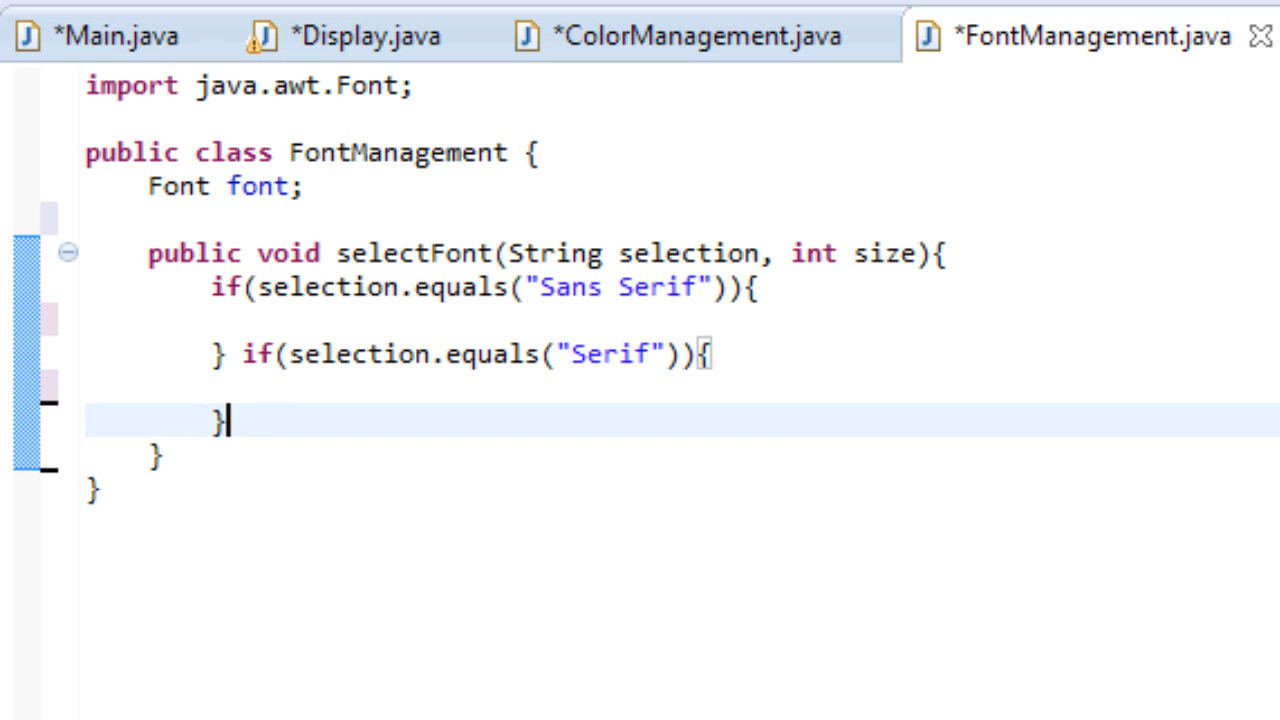 *Main.java *Display.java *ColorManagement.java *FontManagement.java
import java.awt.Font;
public class FontManagement {
Font font;
public void selectFont(String selection, int size){
if(selection.equals("Sans Serif")){
} if(selection.equals("Serif")){
}
}
}